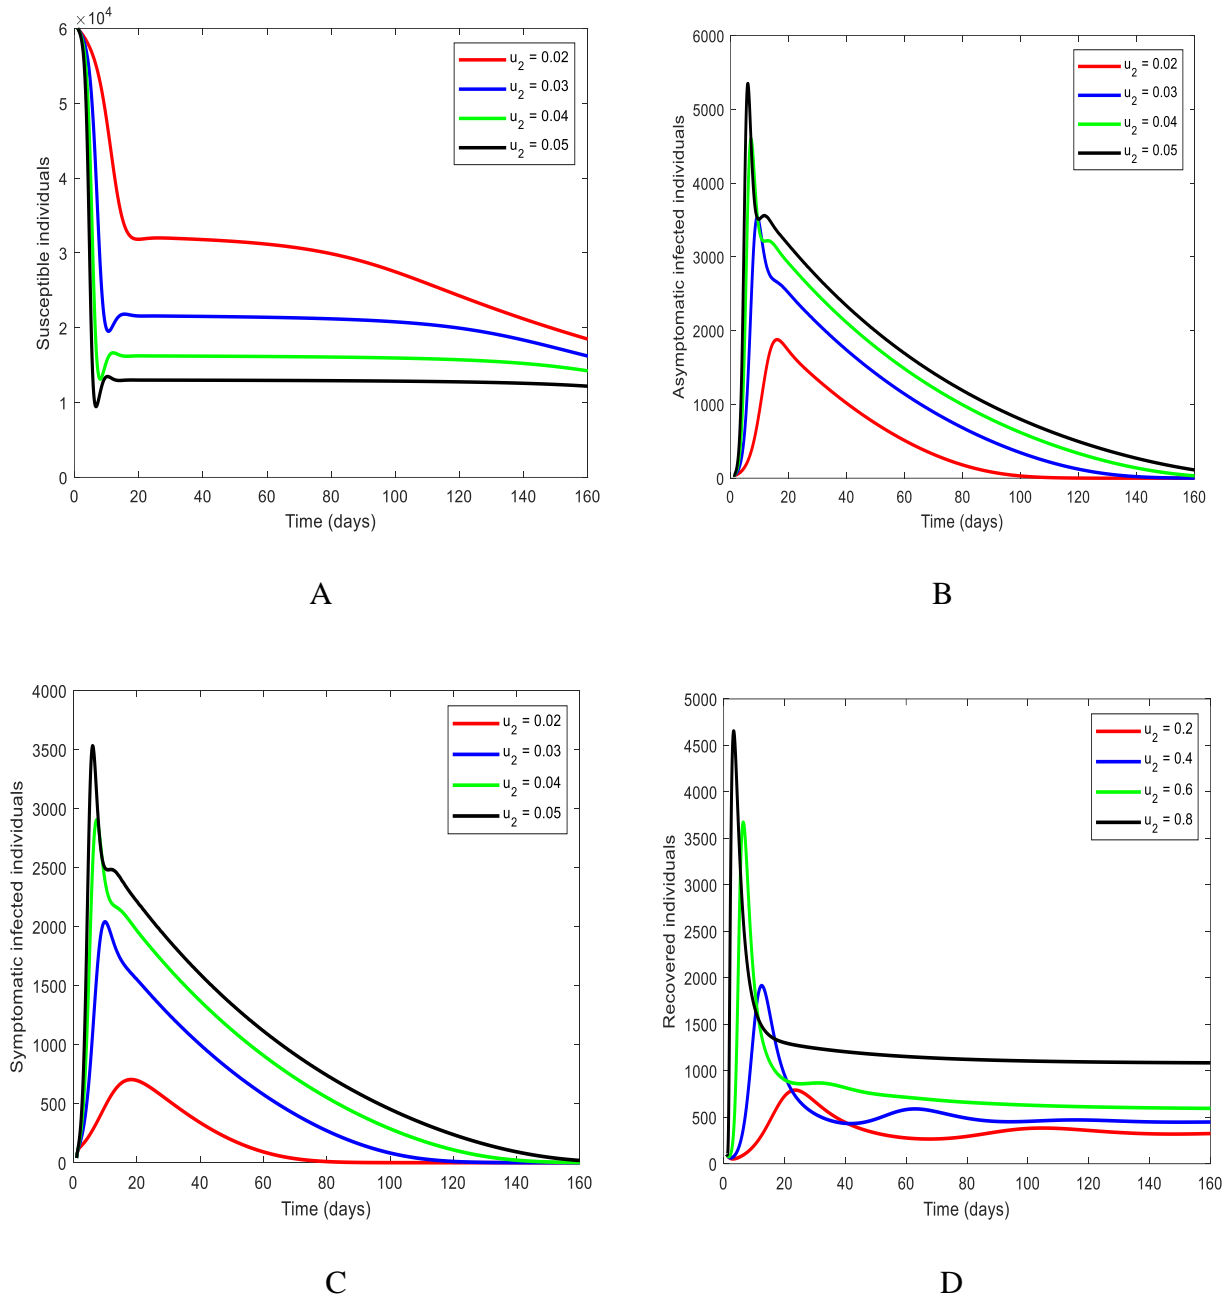 ×10⁴
6
5
4
3
2
1
0
0 20 40 60 80 100 120 140 160
Susceptible individuals
Time (days)
u₂ = 0.02
u₂ = 0.03
u₂ = 0.04
u₂ = 0.05
A
6000
5000
4000
3000
2000
1000
0
0 20 40 60 80 100 120 140 160
Asymptomatic infected individuals
Time (days)
u₂ = 0.02
u₂ = 0.03
u₂ = 0.04
u₂ = 0.05
B
4000
3500
3000
2500
2000
1500
1000
500
0
0 20 40 60 80 100 120 140 160
Symptomatic infected individuals
Time (days)
u₂ = 0.02
u₂ = 0.03
u₂ = 0.04
u₂ = 0.05
C
5000
4500
4000
3500
3000
2500
2000
1500
1000
500
0
0 20 40 60 80 100 120 140 160
Recovered individuals
Time (days)
u₂ = 0.2
u₂ = 0.4
u₂ = 0.6
u₂ = 0.8
D